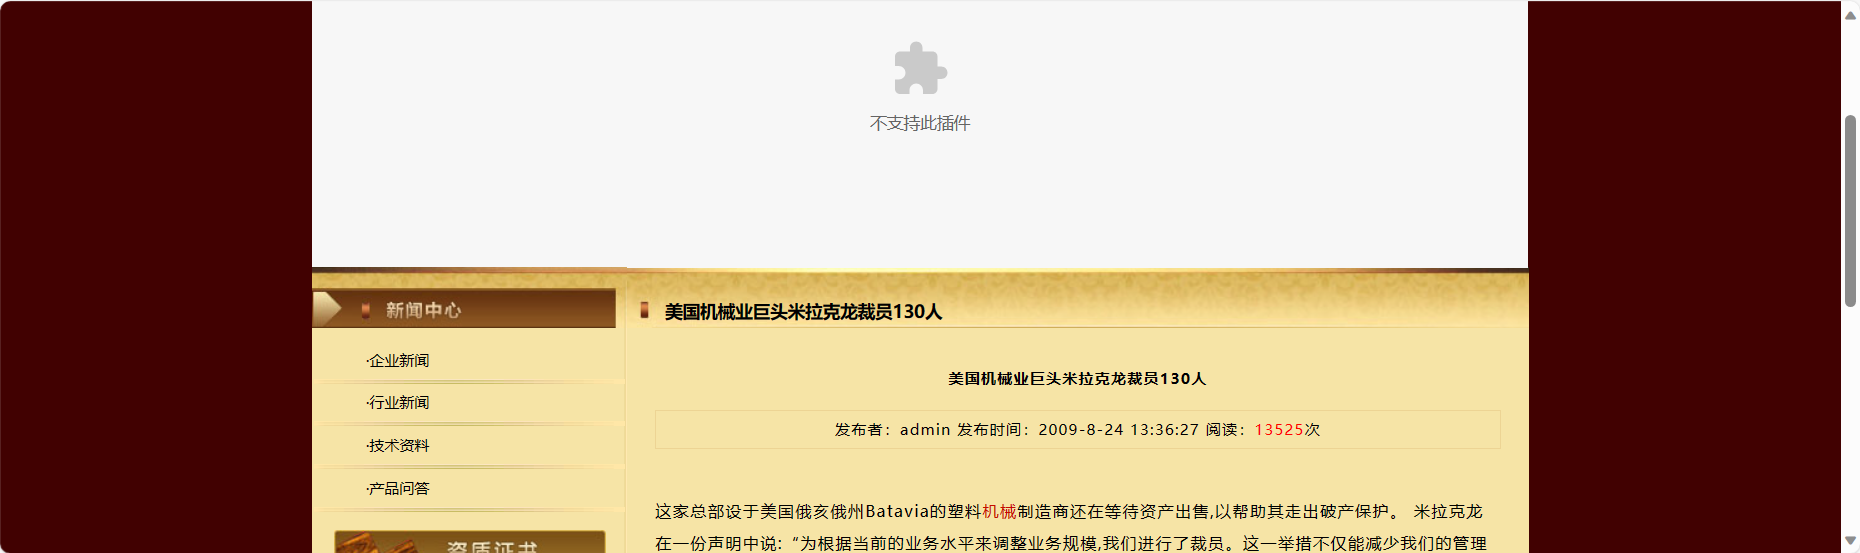 不支持此插件
新闻中心
美国机械业巨头米拉克龙裁员130人
·企业新闻
·行业新闻
·技术资料
·产品问答
资质证书
美国机械业巨头米拉克龙裁员130人
发布者：admin 发布时间：2009-8-24 13:36:27 阅读：13525次
这家总部设于美国俄亥俄州Batavia的塑料机械制造商还在等待资产出售,以帮助其走出破产保护。 米拉克龙
在一份声明中说：“为根据当前的业务水平来调整业务规模,我们进行了裁员。这一举措不仅能减少我们的管理